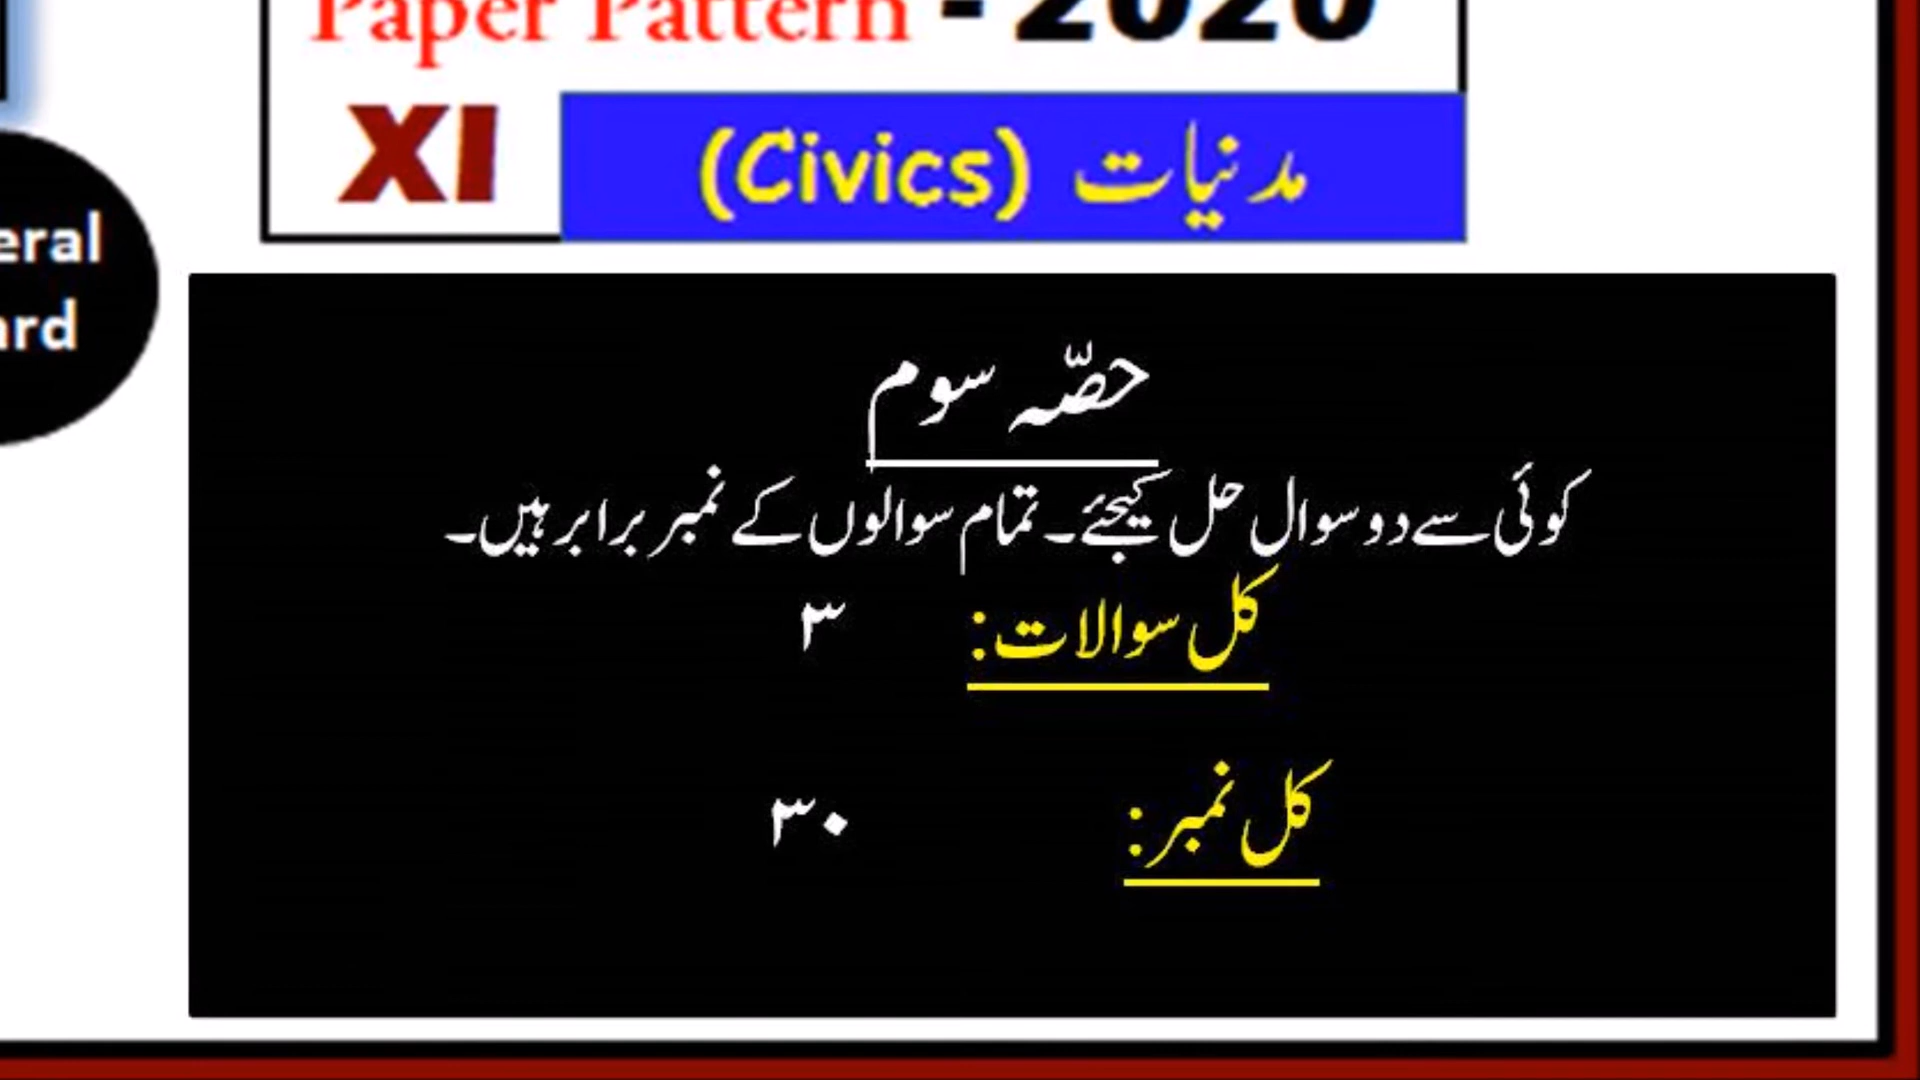 Paper Pattern - 2020
XI
مدنیات (Civics)
eral
ard
حصّہ سوم
کوئی سے دو سوال حل کیجئے۔ تمام سوالوں کے نمبر برابر ہیں۔
کل سوالات: ۳
کل نمبر: ۳۰